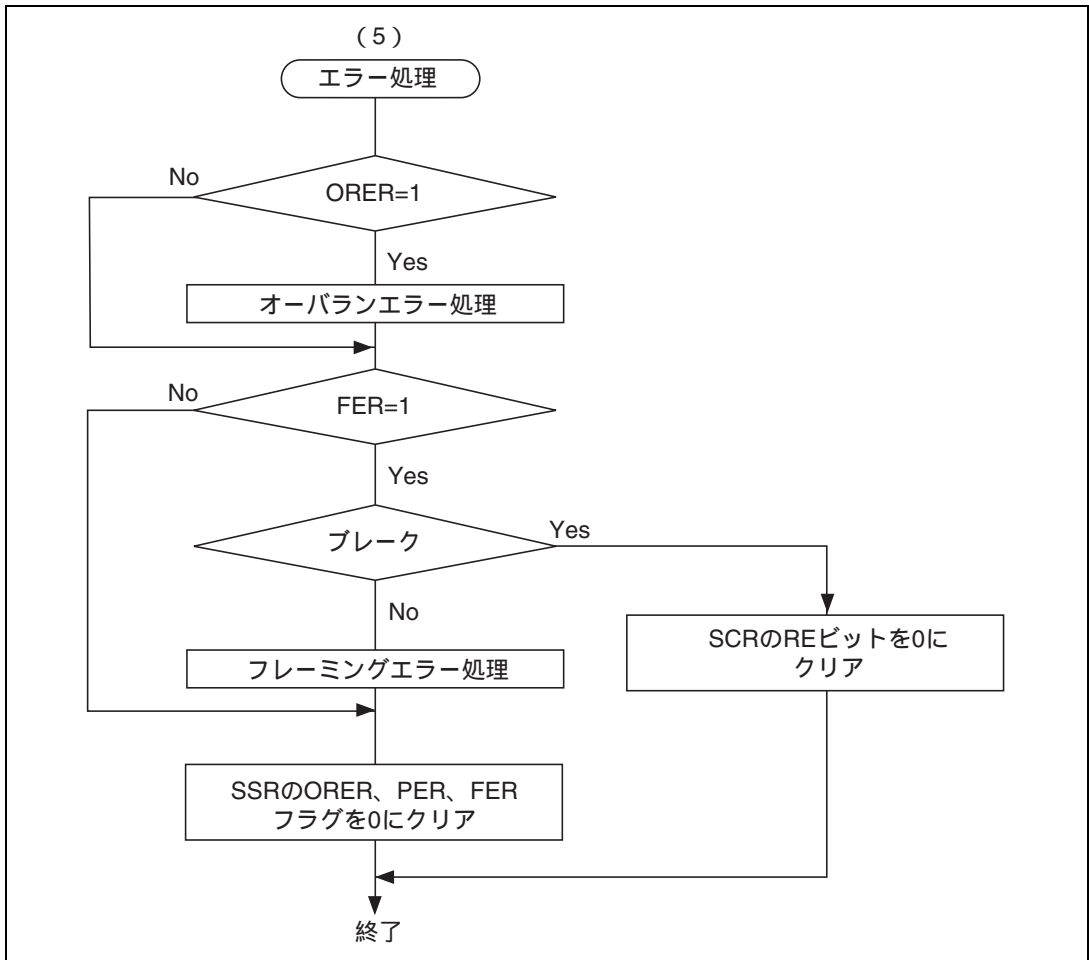 （5）
エラー処理
No
ORER=1
Yes
オーバランエラー処理
No
FER=1
Yes
ブレーク
Yes
No
SCRのREビットを0に
クリア
フレーミングエラー処理
SSRのORER、PER、FER
フラグを0にクリア
終了